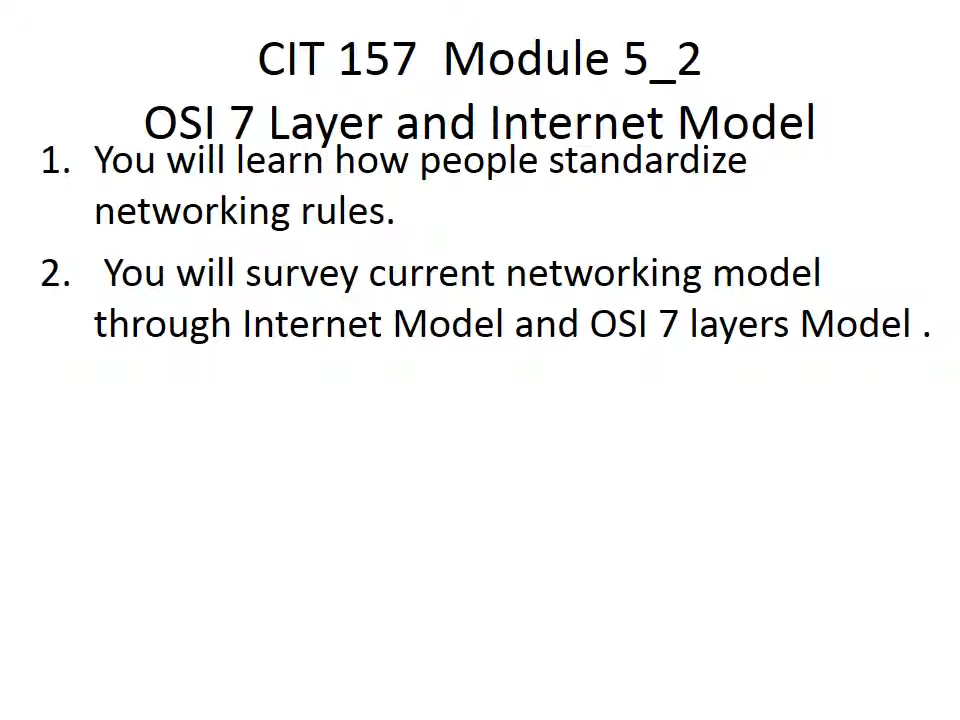 CIT 157  Module 5_2
OSI 7 Layer and Internet Model
1. You will learn how people standardize
networking rules.
2.  You will survey current networking model
through Internet Model and OSI 7 layers Model .